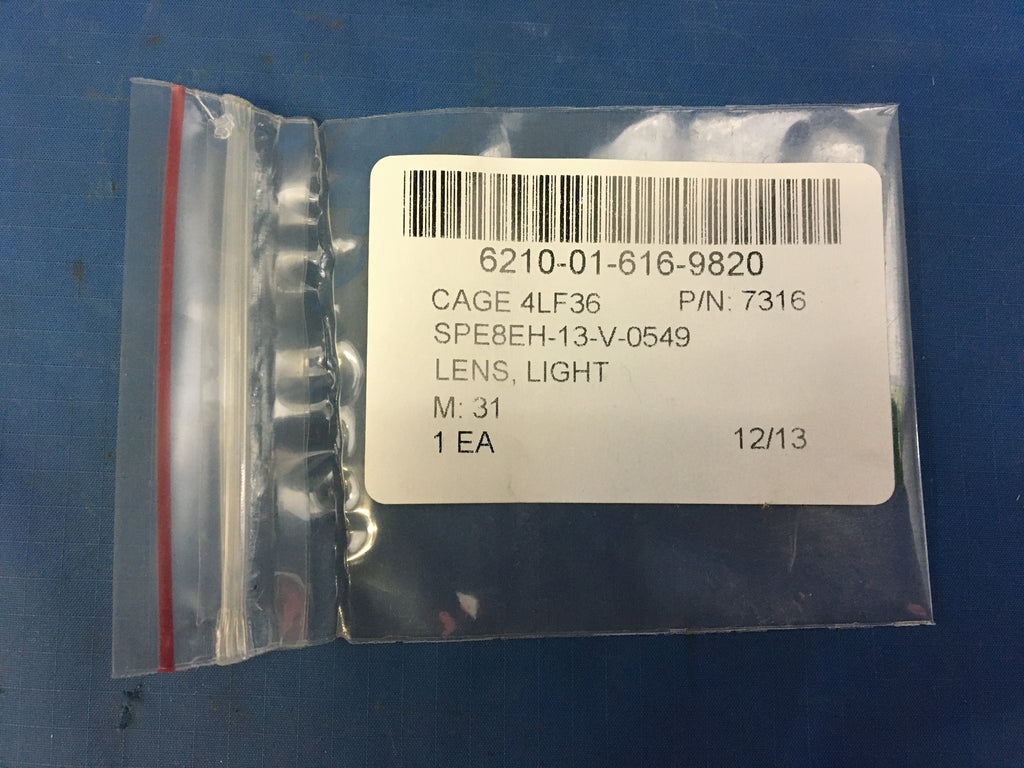 6210-01-616-9820
CAGE 4LF36 P/N: 7316
SPE8EH-13-V-0549
LENS, LIGHT
M: 31
1 EA 12/13